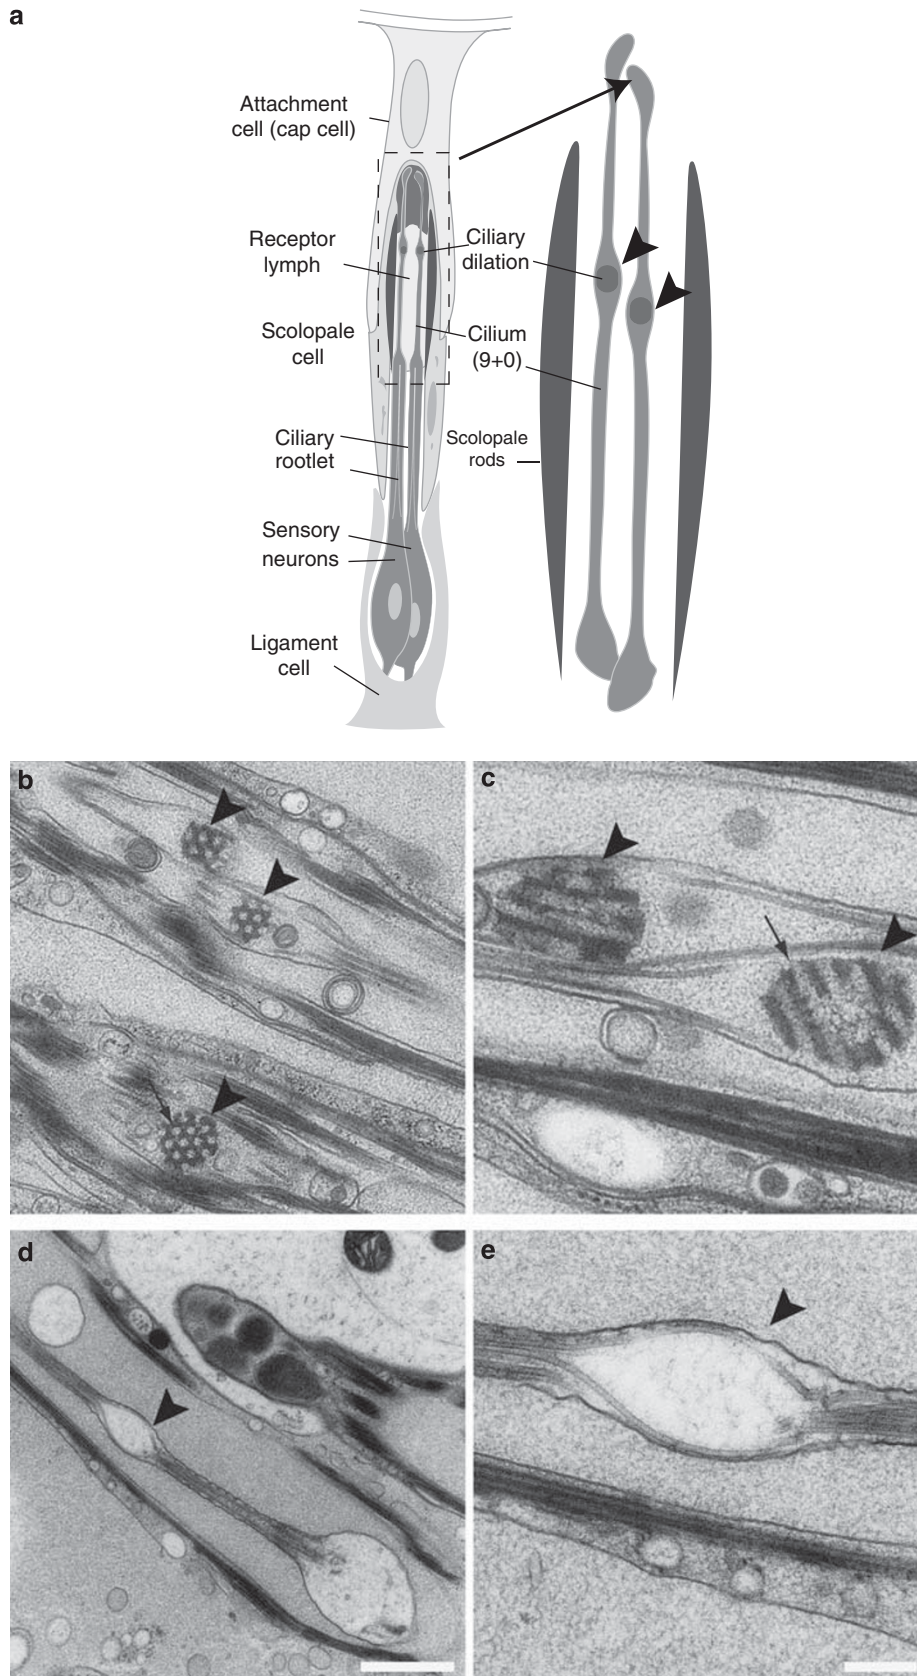 a
Attachment
cell (cap cell)
Receptor
lymph
Ciliary
dilation
Scolopale
cell
Cilium
(9+0)
Ciliary
rootlet
Scolopale
rods
Sensory
neurons
Ligament
cell
b
c
d
e